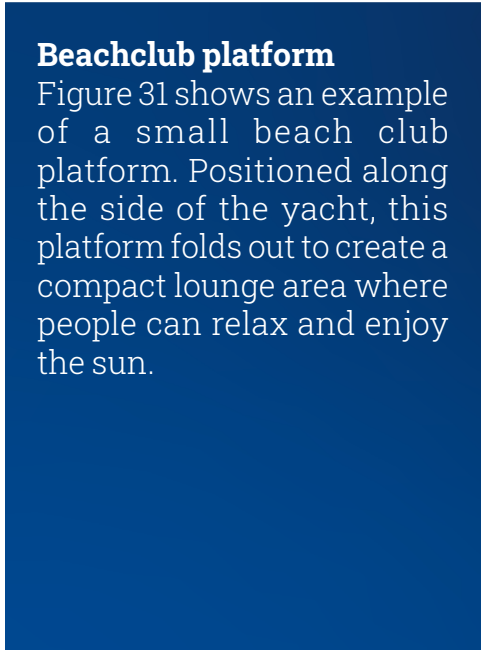 Beachclub platform
Figure 31 shows an example
of a small beach club
platform. Positioned along
the side of the yacht, this
platform folds out to create a
compact lounge area where
people can relax and enjoy
the sun.